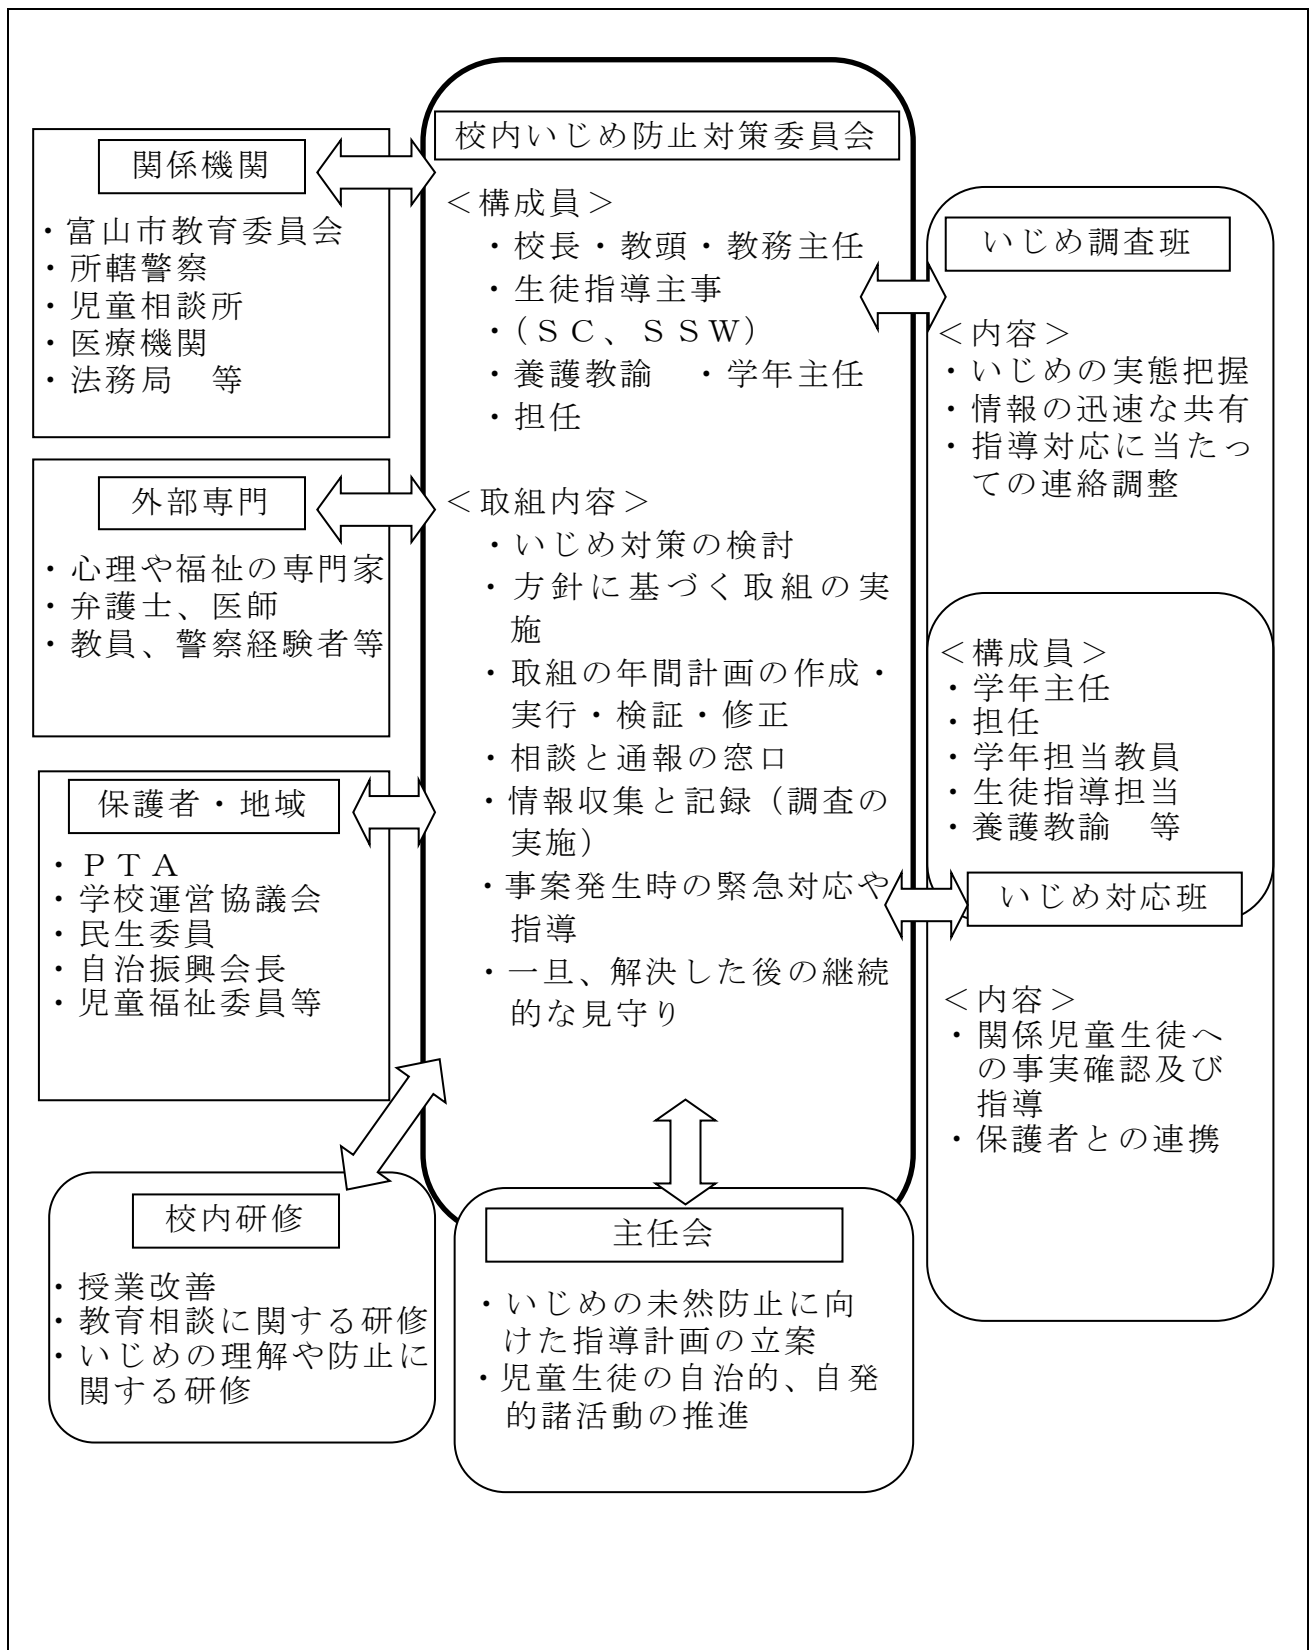 校内いじめ防止対策委員会
＜構成員＞
・校長・教頭・教務主任
・生徒指導主事
・（ＳＣ、ＳＳＷ）
・養護教諭　・学年主任
・担任
＜取組内容＞
・いじめ対策の検討
・方針に基づく取組の実
施
・取組の年間計画の作成・
実行・検証・修正
・相談と通報の窓口
・情報収集と記録（調査の
実施）
・事案発生時の緊急対応や
指導
・一旦、解決した後の継続
的な見守り
関係機関
・富山市教育委員会
・所轄警察
・児童相談所
・医療機関
・法務局　等
外部専門
・心理や福祉の専門家
・弁護士、医師
・教員、警察経験者等
保護者・地域
・ＰＴＡ
・学校運営協議会
・民生委員
・自治振興会長
・児童福祉委員等
校内研修
・授業改善
・教育相談に関する研修
・いじめの理解や防止に
関する研修
主任会
・いじめの未然防止に向
けた指導計画の立案
・児童生徒の自治的、自発
的諸活動の推進
いじめ調査班
＜内容＞
・いじめの実態把握
・情報の迅速な共有
・指導対応に当たっ
ての連絡調整
＜構成員＞
・学年主任
・担任
・学年担当教員
・生徒指導担当
・養護教諭　等
いじめ対応班
＜内容＞
・関係児童生徒へ
の事実確認及び
指導
・保護者との連携